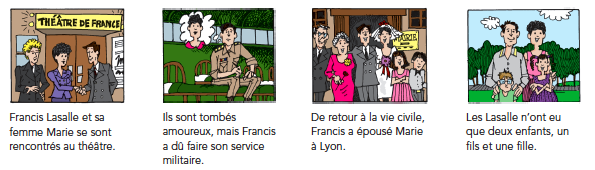 THÉÂTRE DE FRANCE
Francis Lasalle et sa
femme Marie se sont
rencontrés au théâtre.
Ils sont tombés
amoureux, mais Francis
a dû faire son service
militaire.
MAIRIE
De retour à la vie civile,
Francis a épousé Marie
à Lyon.
Les Lasalle n'ont eu
que deux enfants, un
fils et une fille.